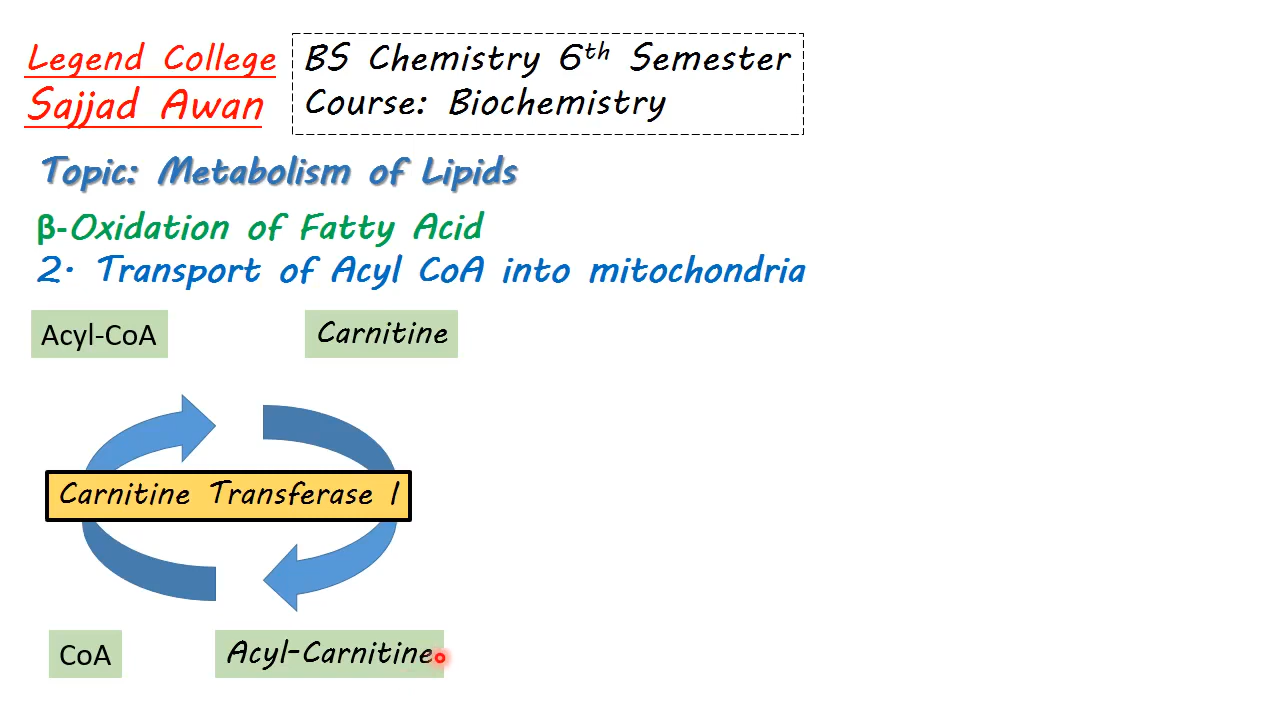 Legend College
Sajjad Awan
BS Chemistry 6th Semester
Course: Biochemistry
Topic: Metabolism of Lipids
β-Oxidation of Fatty Acid
2. Transport of Acyl CoA into mitochondria
Acyl-CoA
Carnitine
Carnitine Transferase I
CoA
Acyl-Carnitine